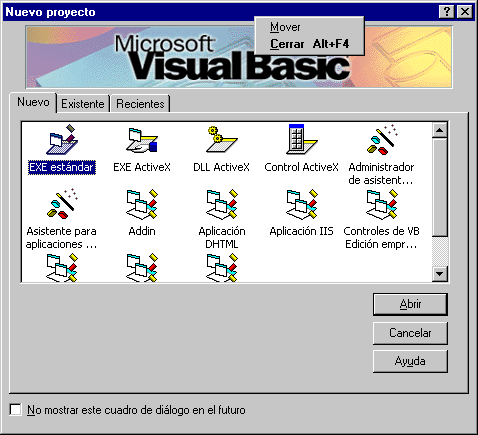 Nuevo proyecto
Mover
Cerrar Alt+F4
Microsoft
Visual Basic
Nuevo Existente Recientes
EXE estándar EXE ActiveX DLL ActiveX Control ActiveX Administrador
de asistent...
Asistente para Addin Aplicación Aplicación IIS Controles de VB
aplicaciones ... DHTML Edición empr...
Abrir
Cancelar
Ayuda
No mostrar este cuadro de diálogo en el futuro